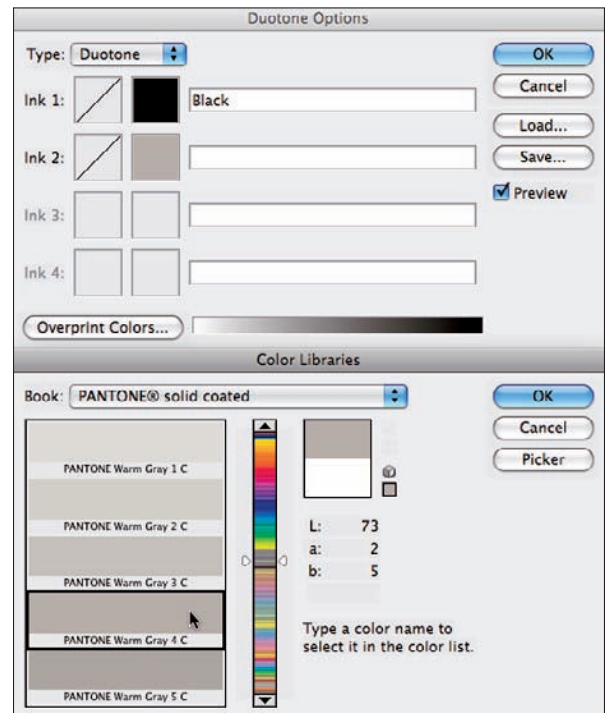 Duotone Options
Type: Duotone
OK
Cancel
Ink 1: Black
Load...
Ink 2:
Save...
Preview
Ink 3:
Ink 4:
Overprint Colors...
Color Libraries
Book: PANTONE® solid coated
OK
Cancel
Picker
PANTONE Warm Gray 1 C
PANTONE Warm Gray 2 C
PANTONE Warm Gray 3 C
PANTONE Warm Gray 4 C
PANTONE Warm Gray 5 C
L: 73
a: 2
b: 5
Type a color name to
select it in the color list.